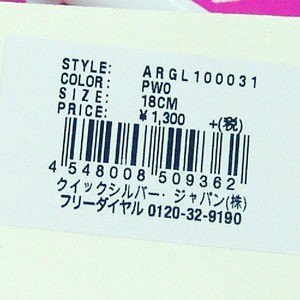 STYLE: ARGL100031
COLOR: PWO
SIZE: 18CM
PRICE: ¥1,300 +(税)
4 548008 509362
クイックシルバー・ジャパン(株)
フリーダイヤル 0120-32-9190